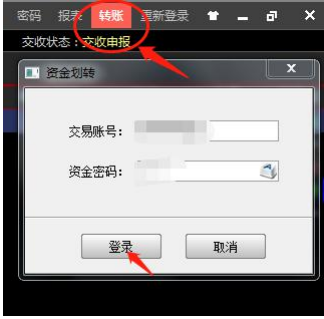 密码 报表 转账 重新登录
交收状态：交收申报
资金划转
交易账号：
资金密码：
登录 取消